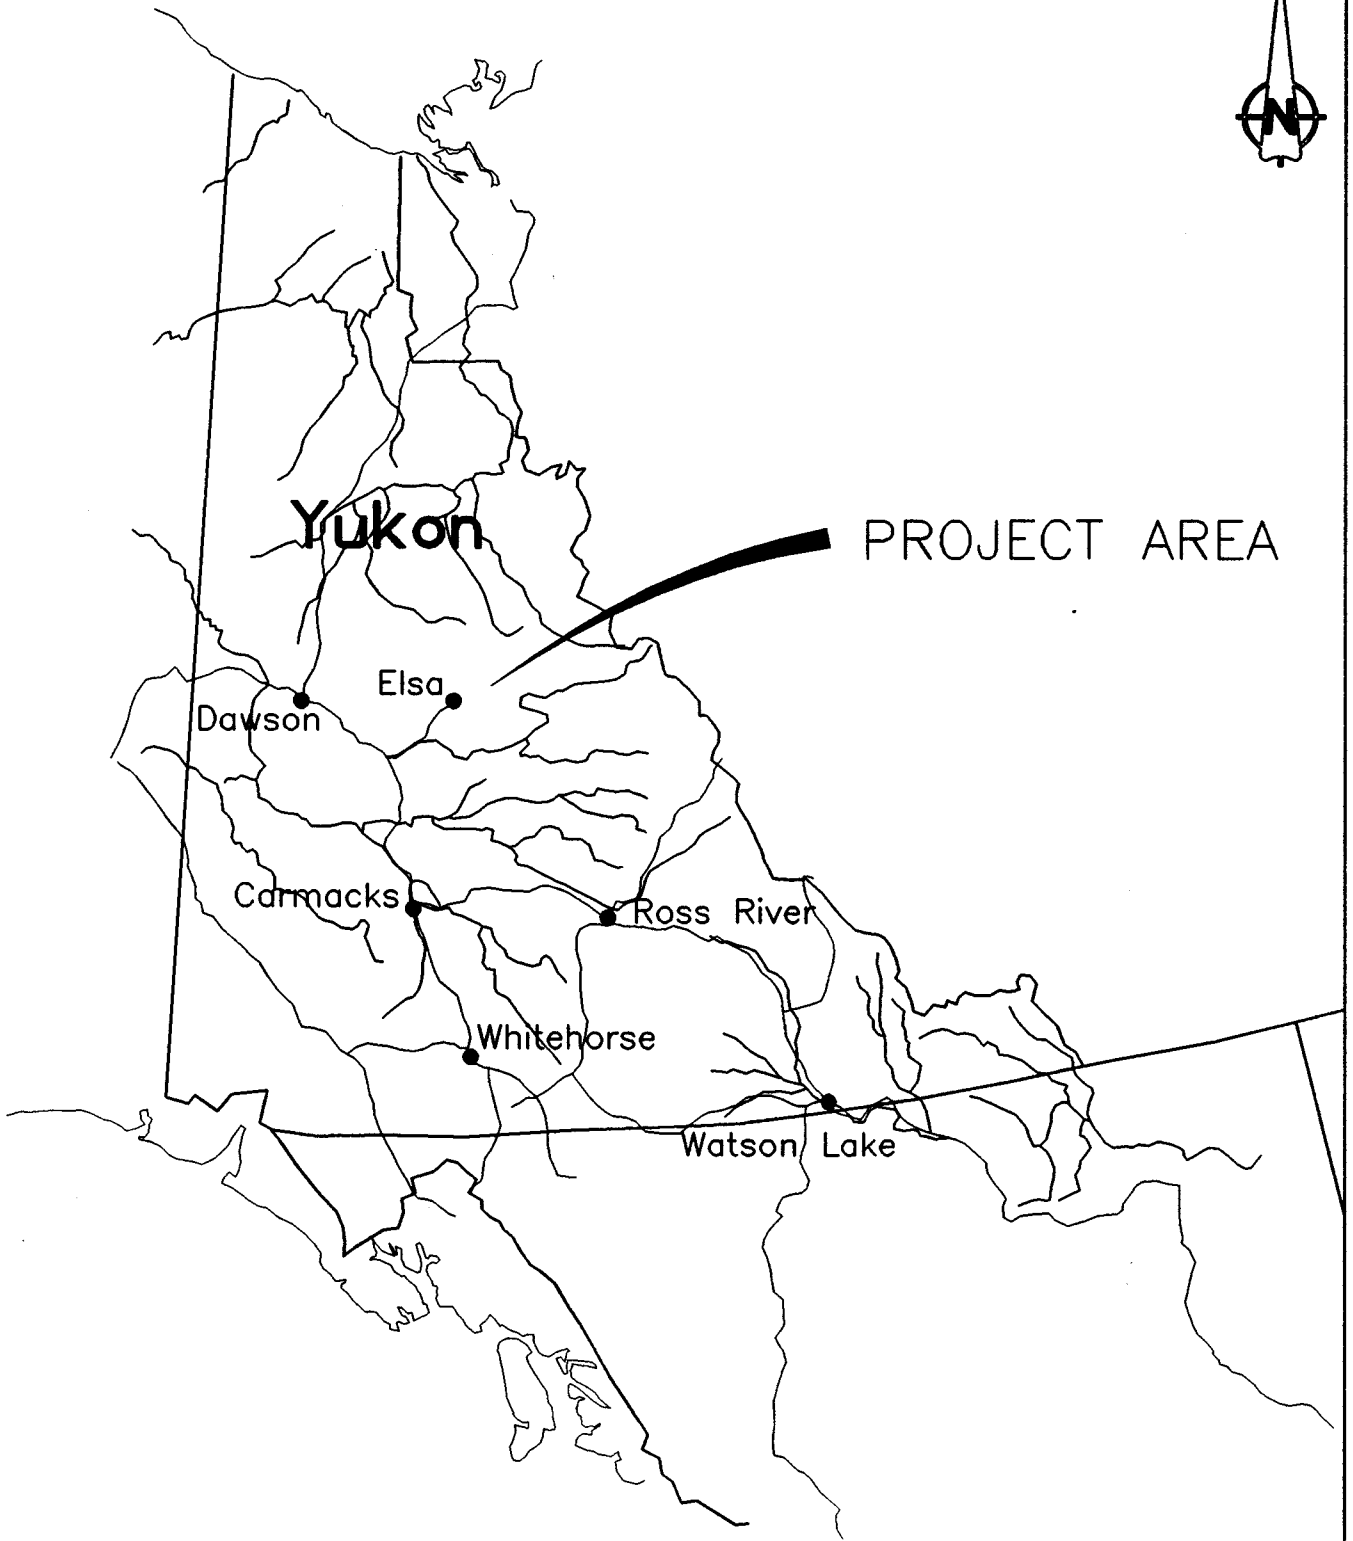 N
Yukon
PROJECT AREA
Elsa
Dawson
Carmacks
Ross River
Whitehorse
Watson Lake